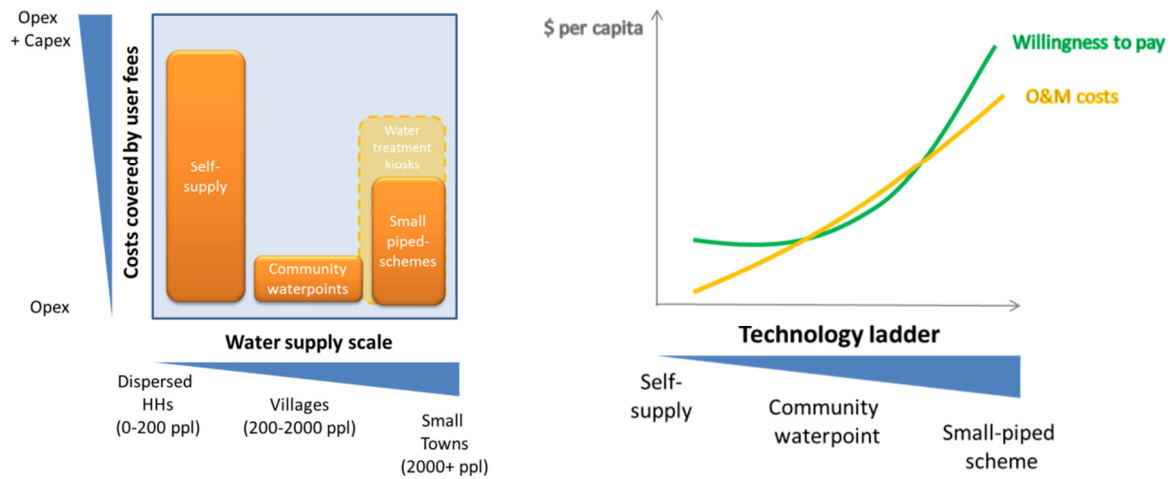 Opex
+ Capex
Costs covered by user fees
Opex
Self-
supply
Community
waterpoints
Water
treatment
kiosks
Small
piped-
schemes
Water supply scale
Dispersed
HHs
(0-200 ppl)
Villages
(200-2000 ppl)
Small
Towns
(2000+ ppl)
$ per capita
Willingness to pay
O&M costs
Technology ladder
Self-
supply
Community
waterpoint
Small-piped
scheme